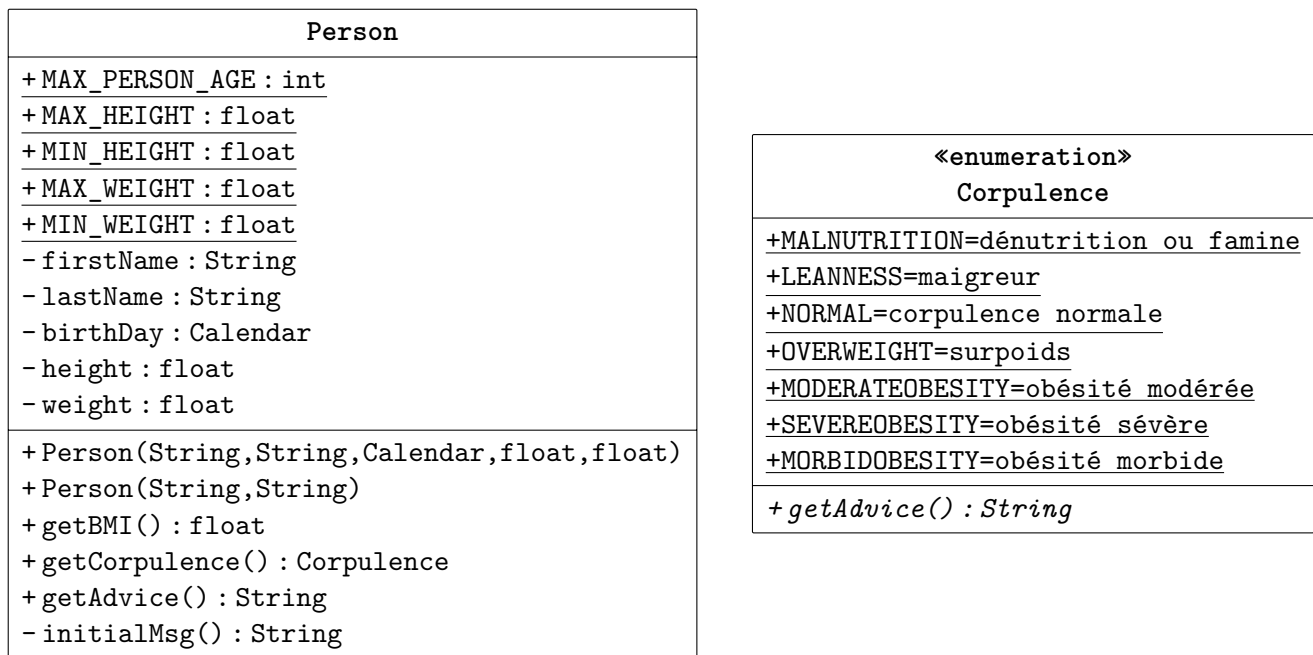 Person
+ MAX_PERSON_AGE : int
+ MAX_HEIGHT : float
+ MIN_HEIGHT : float
+ MAX_WEIGHT : float
+ MIN_WEIGHT : float
- firstName : String
- lastName : String
- birthDay : Calendar
- height : float
- weight : float
+ Person(String,String,Calendar,float,float)
+ Person(String,String)
+ getBMI() : float
+ getCorpulence() : Corpulence
+ getAdvice() : String
- initialMsg() : String
«enumeration»
Corpulence
+MALNUTRITION=dénutrition ou famine
+LEANNESS=maigreur
+NORMAL=corpulence normale
+OVERWEIGHT=surpoids
+MODERATEOBESITY=obésité modérée
+SEVEREOBESITY=obésité sévère
+MORBIDOBESITY=obésité morbide
+ getAdvice() : String